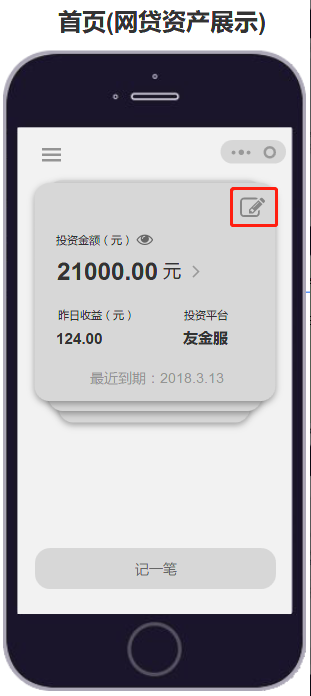 首页(网贷资产展示)
投资金额（元）
21000.00 元
昨日收益（元） 投资平台
124.00 友金服
最近到期：2018.3.13
记一笔